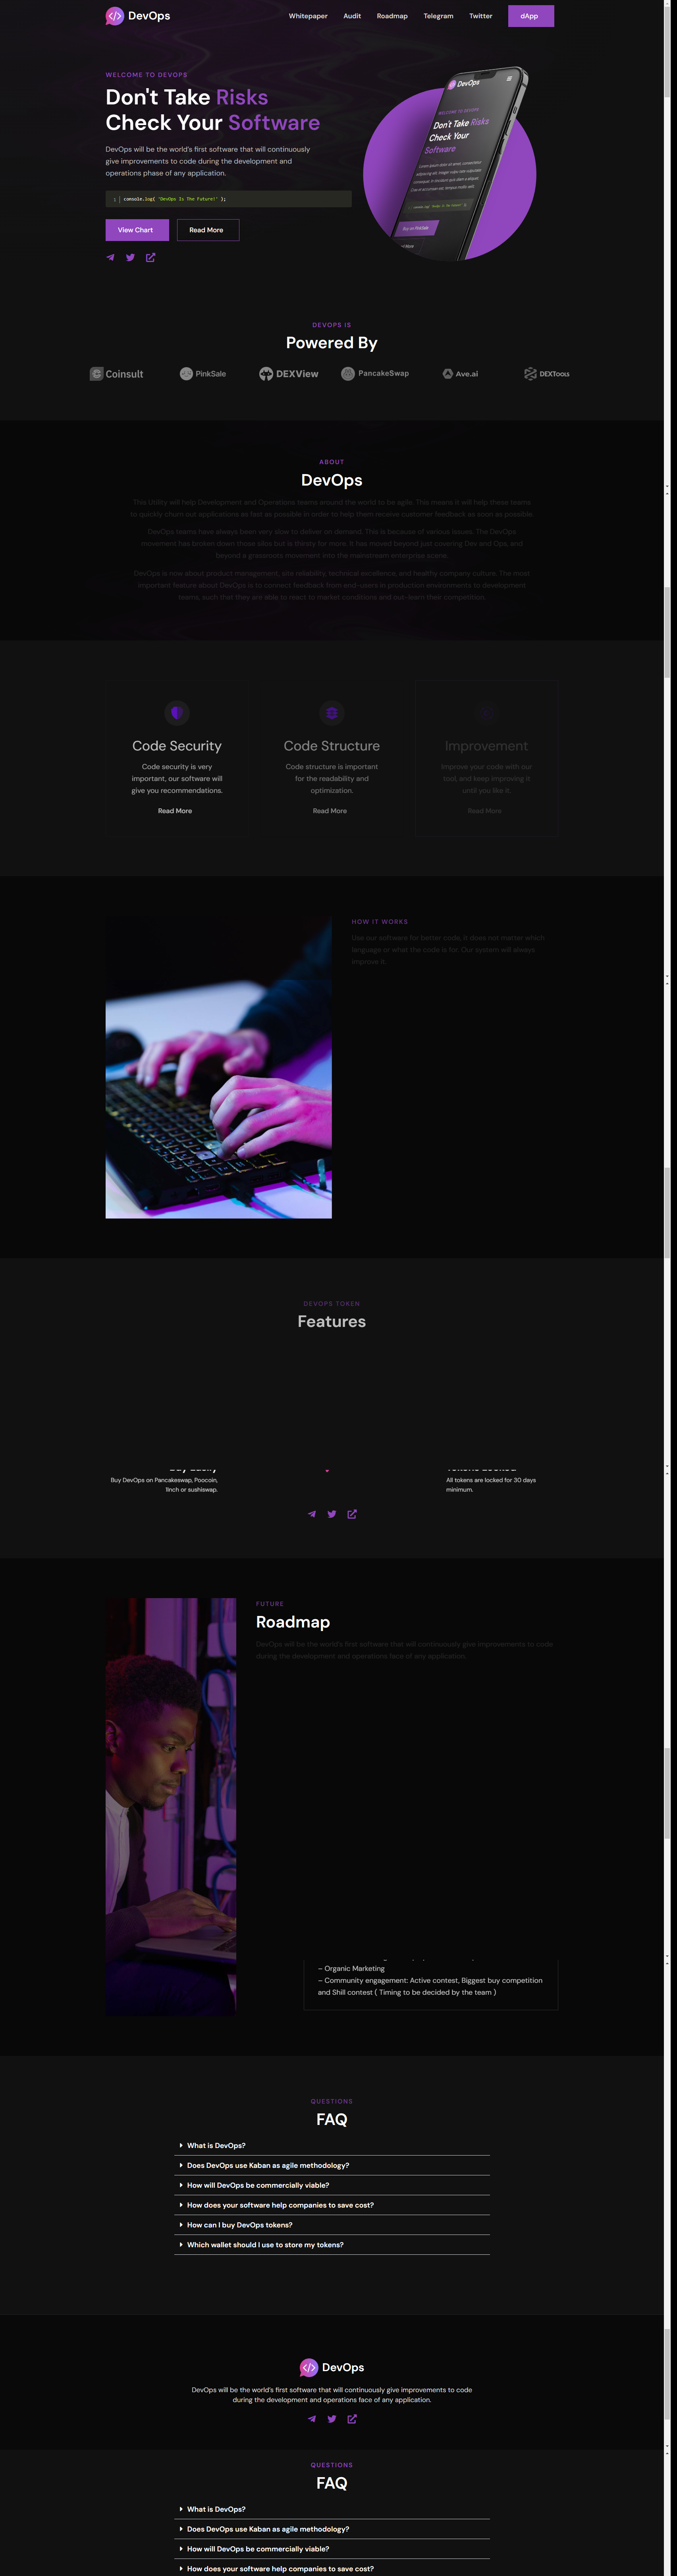 DevOps
Whitepaper
Audit
Roadmap
Telegram
Twitter
dApp
WELCOME TO DEVOPS
Don't Take Risks
Check Your Software
DevOps will be the world's first software that will continuously
give improvements to code during the development and
operations phase of any application.
1 console.log( "DevOps Is The Future!" );
View Chart
Read More
DevOps
WELCOME TO DEVOPS
Don't Take Risks
Check Your
Software
Buy on PinkSale
DEVOPS IS
Powered By
Coinsult
PinkSale
DEXView
PancakeSwap
Ave.ai
DEXTools
ABOUT
DevOps
This Utility will help Development and Operations teams around the world to be agile. This means it will help these teams
to quickly churn out applications as fast as possible in order to help them receive customer feedback as soon as possible.
DevOps teams have always been very slow to deliver on demand. This is because of various issues. The DevOps
movement has broken down those silos but is thirsty for more. It has moved beyond just covering Dev and Ops, and
beyond a grassroots movement into the mainstream enterprise scene.
DevOps is now about product management, site reliability, technical excellence, and healthy company culture. The most
important feature about DevOps is to connect feedback from end-users in production environments or development
teams, such that they are able to react to market conditions and out-learn their competition.
Code Security
Code security is very
important, our software will
give you recommendations.
Read More
Code Structure
Code structure is important
for the readability and
optimization.
Read More
Improvement
Improve your code with our
tool, and keep improving it
until you like it.
Read More
HOW IT WORKS
Use our software for better code, it does not matter which
language or what the code is for. Our system will always
improve it.
DEVOPS TOKEN
Features
Buy DevOps on Pancakeswap, Poocoin,
1Inch or sushiswap.
All tokens are locked for 30 days
minimum.
FUTURE
Roadmap
DevOps will be the world's first software that will continuously give improvements to code
during the development and operations face of any application.
– Organic Marketing
– Community engagement: Active contest, Biggest buy competition
and Shill contest ( Timing to be decided by the team )
QUESTIONS
FAQ
What is DevOps?
Does DevOps use Kaban as agile methodology?
How will DevOps be commercially viable?
How does your software help companies to save cost?
How can I buy DevOps tokens?
Which wallet should I use to store my tokens?
DevOps
DevOps will be the world's first software that will continuously give improvements to code
during the development and operations face of any application.
QUESTIONS
FAQ
What is DevOps?
Does DevOps use Kaban as agile methodology?
How will DevOps be commercially viable?
How does your software help companies to save cost?